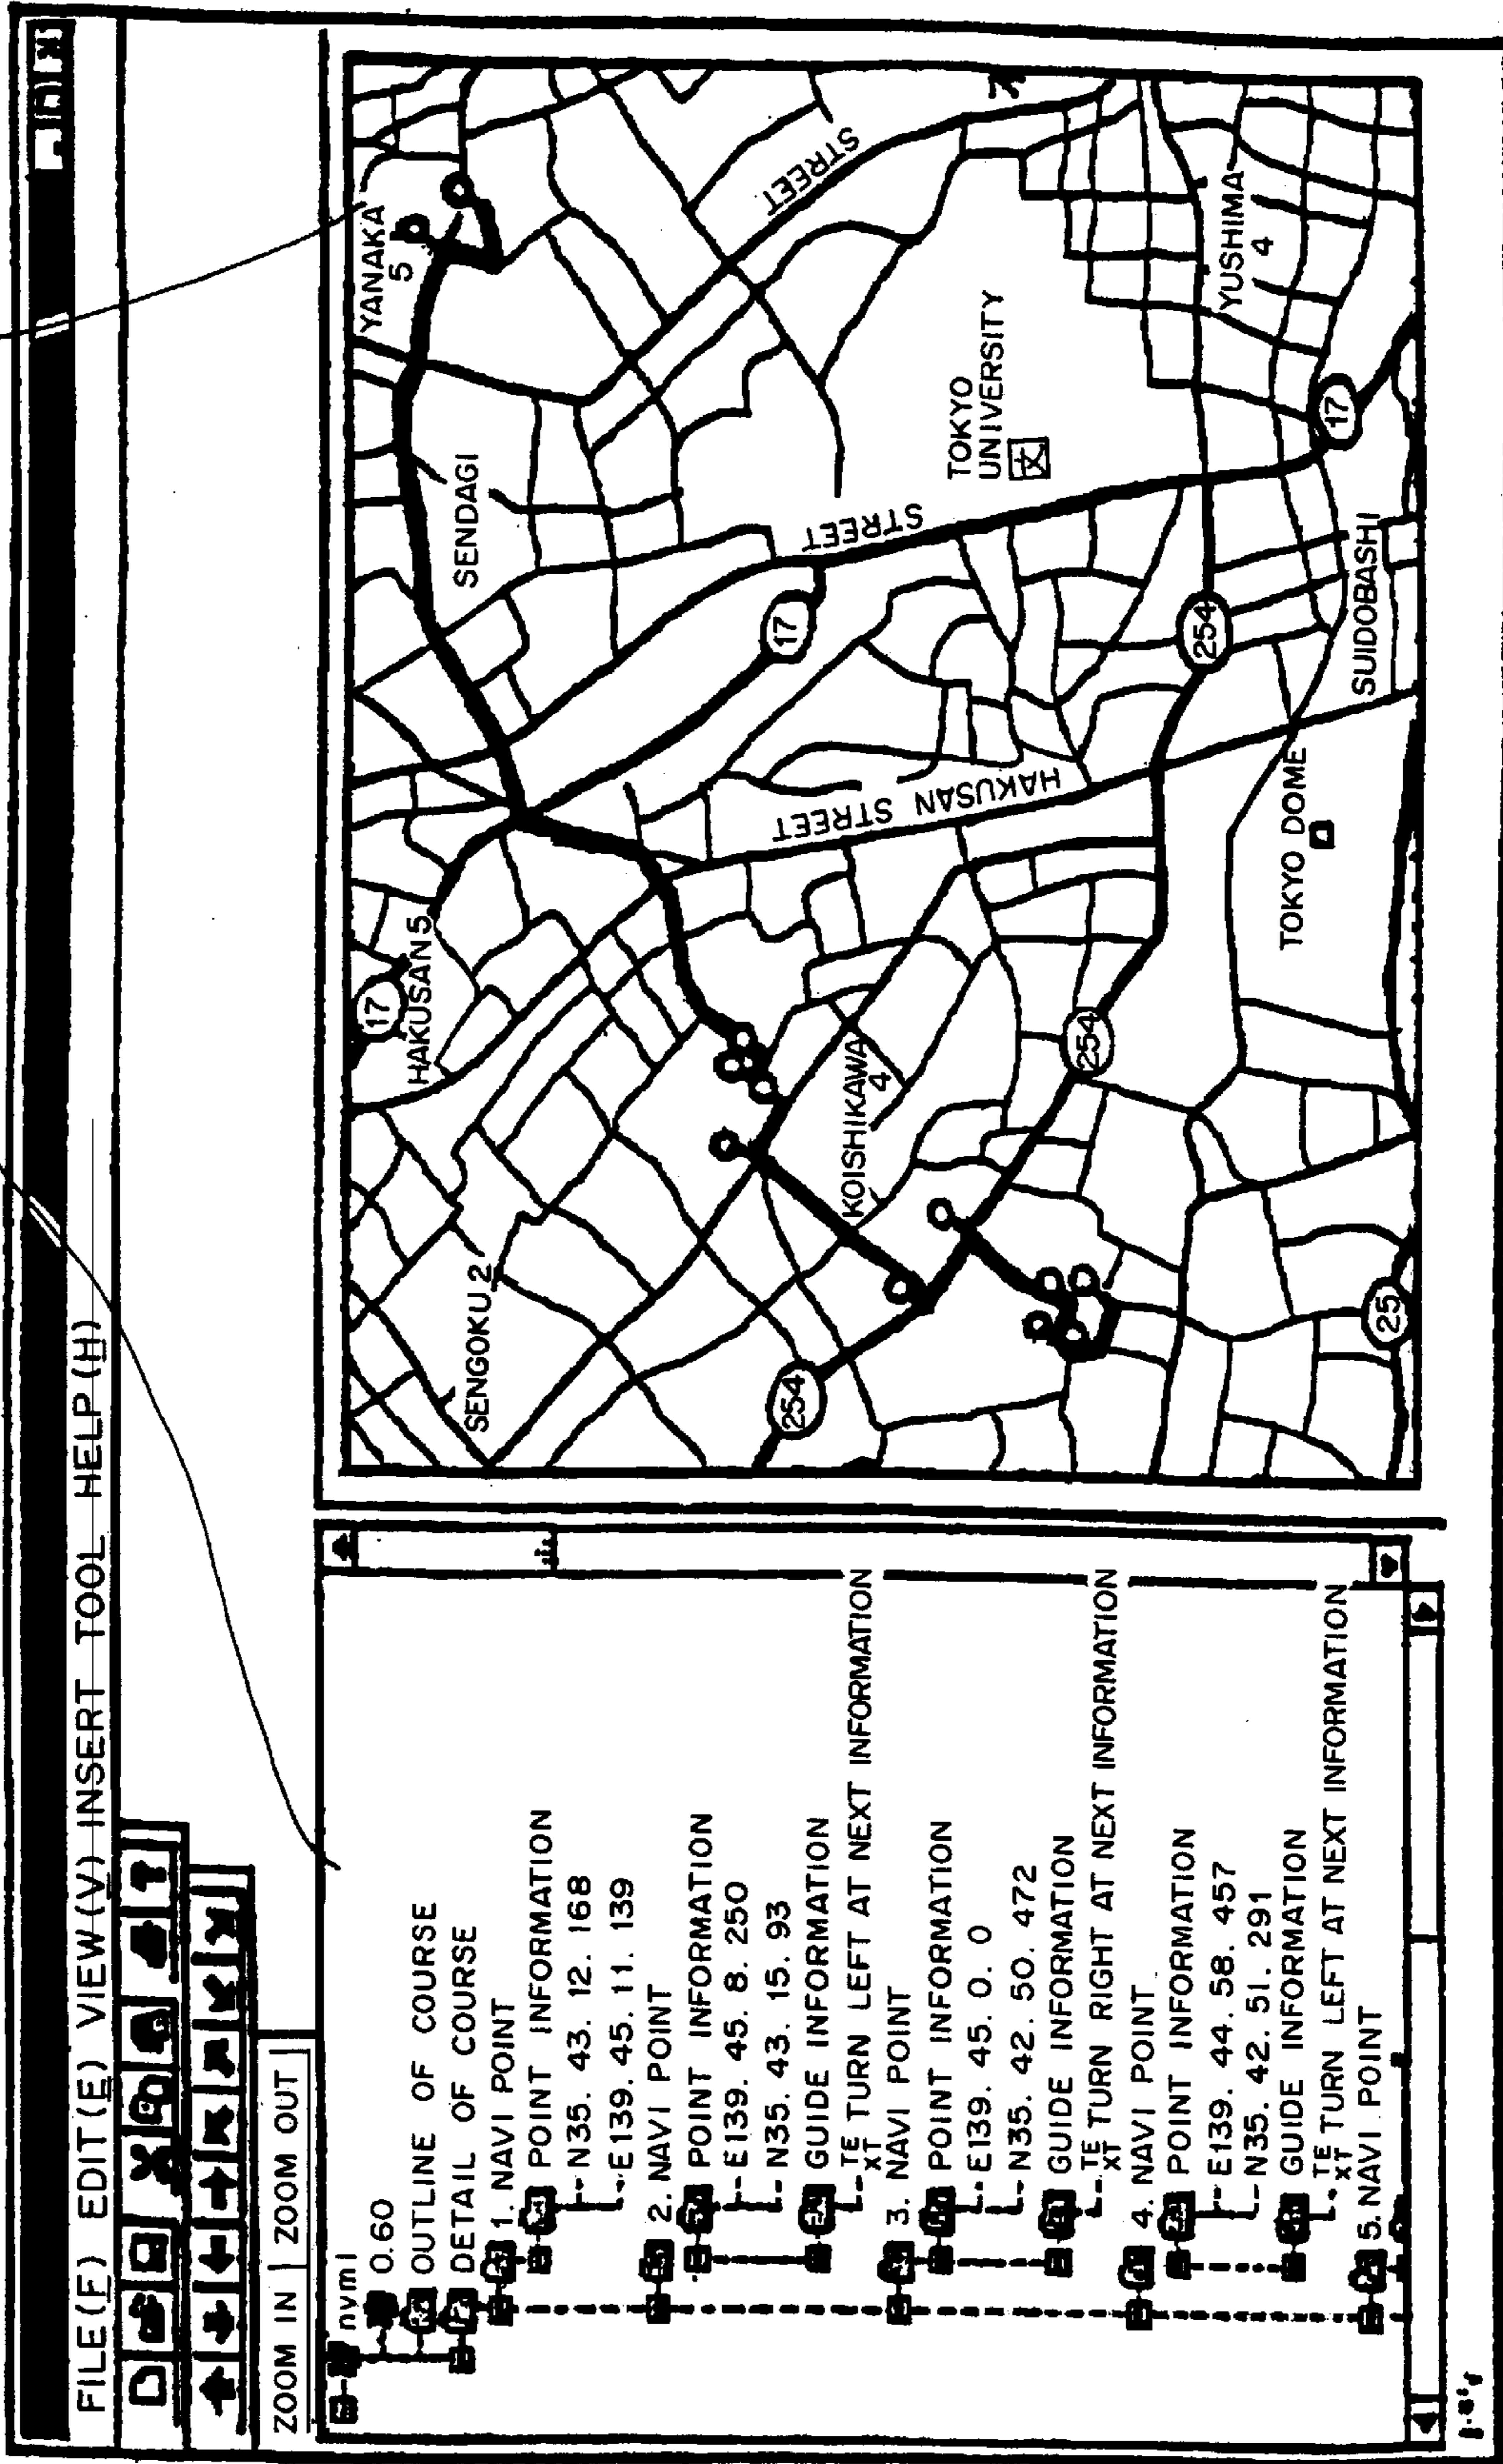 FILE(F) EDIT(E) VIEW(V) INSERT TOOL HELP(H)
?
ZOOM IN ZOOM OUT
nvml
0.60
OUTLINE OF COURSE
DETAIL OF COURSE
1. NAVI POINT
POINT INFORMATION
N35. 43. 12. 168
E139. 45. 11. 139
2. NAVI POINT
POINT INFORMATION
E139. 45. 8. 250
N35. 43. 15. 93
GUIDE INFORMATION
TEXT TURN LEFT AT NEXT INFORMATION
3. NAVI POINT
POINT INFORMATION
E139. 45. 0. 0
N35. 42. 50. 472
GUIDE INFORMATION
TEXT TURN RIGHT AT NEXT INFORMATION
4. NAVI POINT
POINT INFORMATION
E139. 44. 58. 457
N35. 42. 51. 291
GUIDE INFORMATION
TEXT TURN LEFT AT NEXT INFORMATION
5. NAVI POINT
17
HAKUSAN 5
YANAKA
5
SENDAGI
SENGOKU 2
STREET
17
STREET
254
HAKUSAN STREET
KOISHIKAWA
4
TOKYO
UNIVERSITY
文
254
254
YUSHIMA
4
TOKYO DOME
SUIDOBASHI
17
25